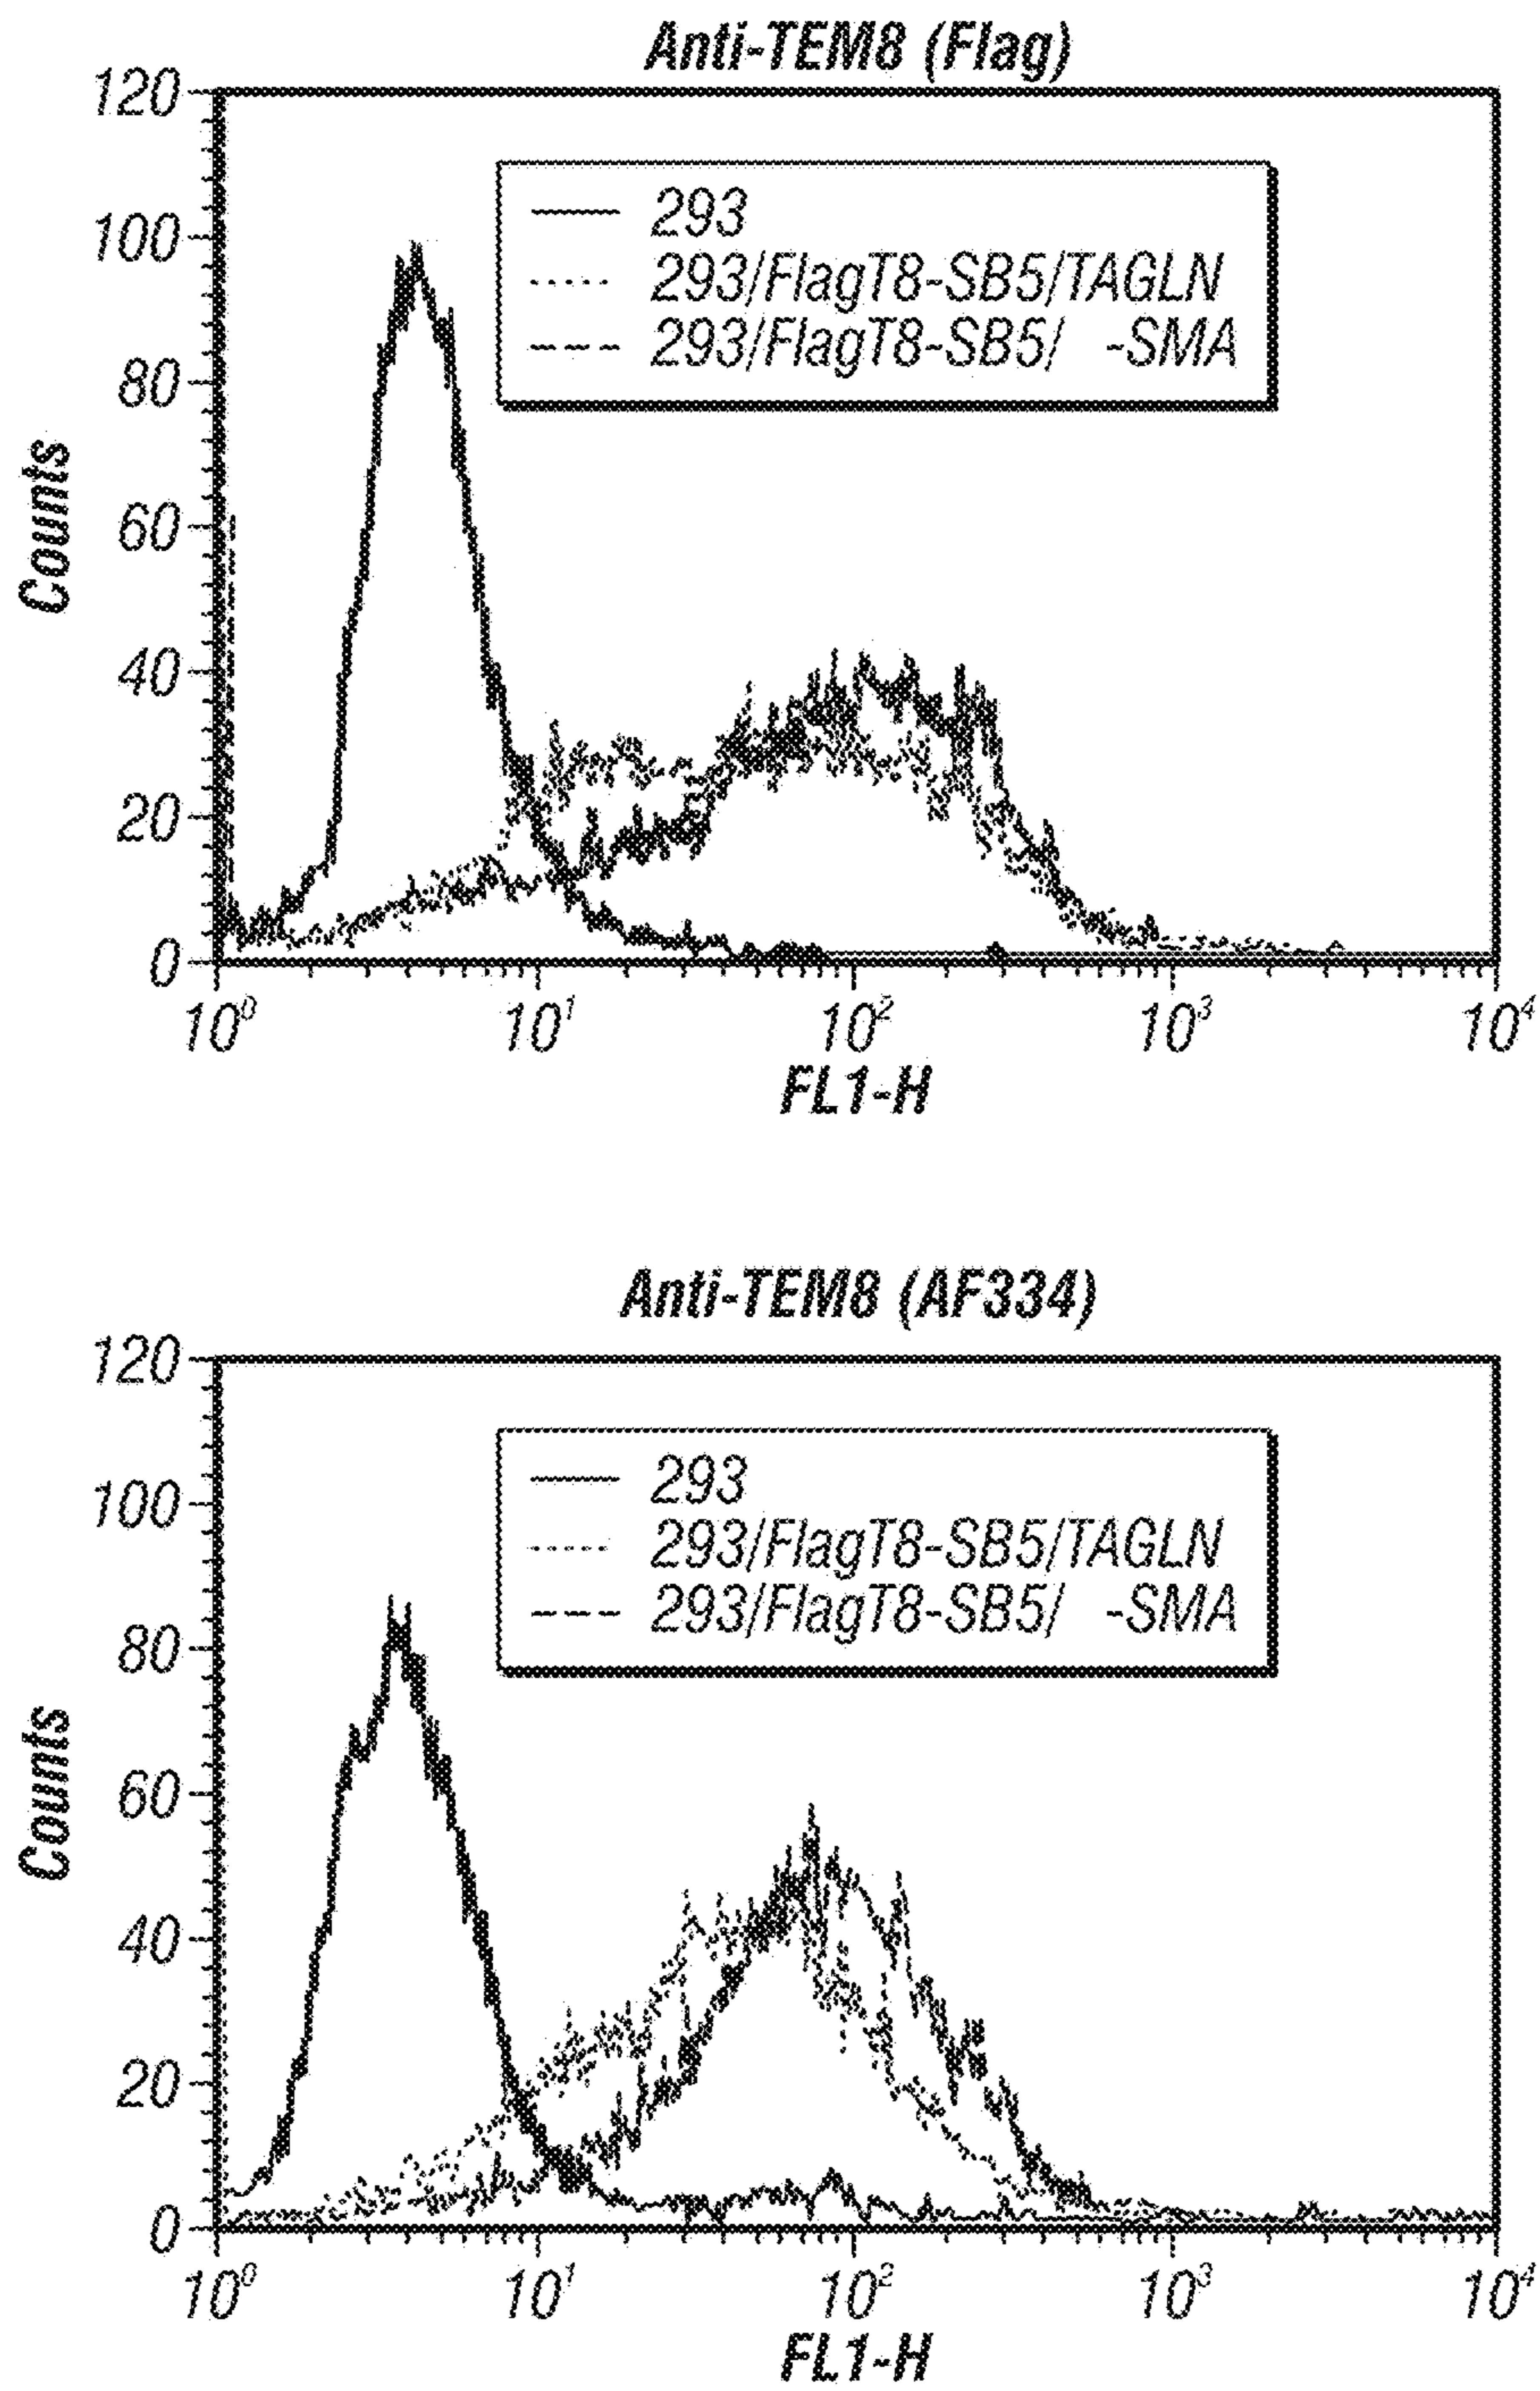 Anti-TEM8 (Flag)
120
100
80
60
40
20
0
Counts
293
293/FlagT8-SB5/TAGLN
293/FlagT8-SB5/ -SMA
10⁰ 10¹ 10² 10³ 10⁴
FL1-H
Anti-TEM8 (AF334)
120
100
80
60
40
20
0
Counts
293
293/FlagT8-SB5/TAGLN
293/FlagT8-SB5/ -SMA
10⁰ 10¹ 10² 10³ 10⁴
FL1-H